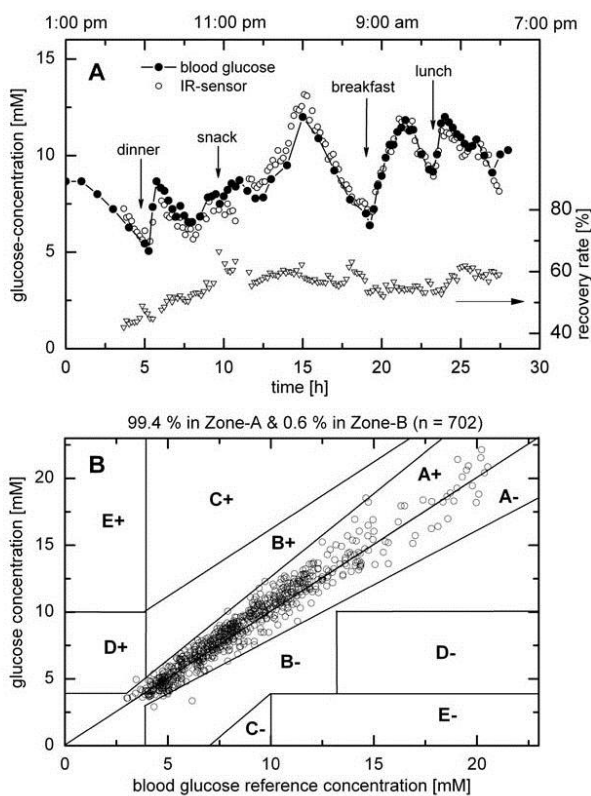 1:00 pm 11:00 pm 9:00 am 7:00 pm
15
A
blood glucose
IR-sensor
breakfast
lunch
snack
dinner
10
5
0
80
60
40
glucose-concentration [mM]
recovery rate [%]
0 5 10 15 20 25 30
time [h]
99.4 % in Zone-A & 0.6 % in Zone-B (n = 702)
B
20
15
10
5
0
E+
C+
B+
A+
A-
D+
B-
D-
C-
E-
glucose concentration [mM]
0 5 10 15 20
blood glucose reference concentration [mM]